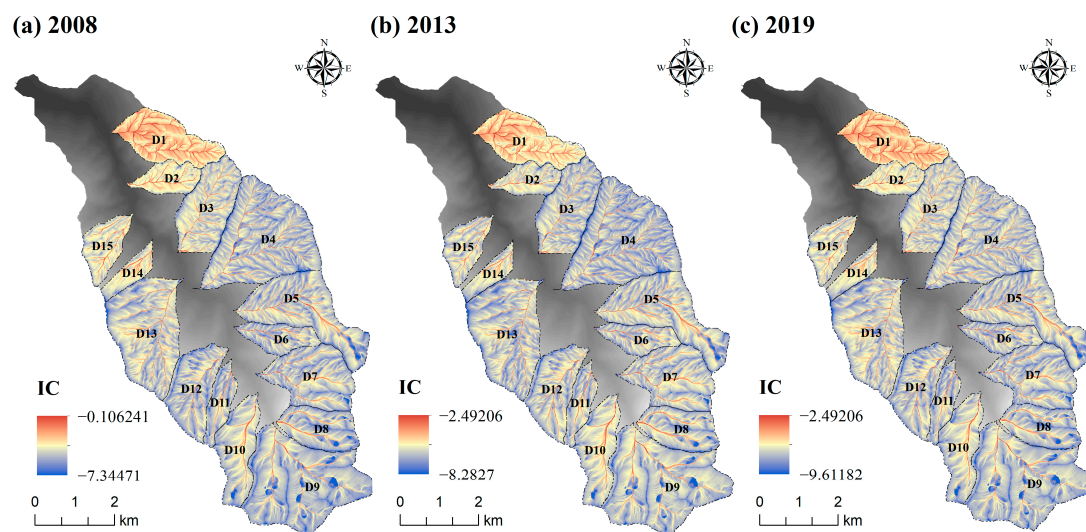 (a) 2008
N
W E
S
D1
D2
D3
D4
D15
D14
D5
D13
D6
D7
D12
D11
D8
D10
D9
IC
−0.106241
−7.34471
0 1 2
km
(b) 2013
N
W E
S
D1
D2
D3
D4
D15
D14
D5
D13
D6
D7
D12
D11
D8
D10
D9
IC
−2.49206
−8.2827
0 1 2
km
(c) 2019
N
W E
S
D1
D2
D3
D4
D15
D14
D5
D13
D6
D7
D12
D11
D8
D10
D9
IC
−2.49206
−9.61182
0 1 2
km